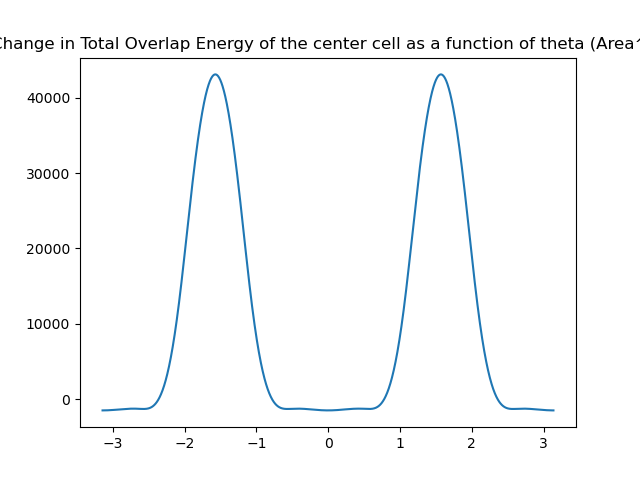 Change in Total Overlap Energy of the center cell as a function of theta (Area^
40000
30000
20000
10000
0
−3 −2 −1 0 1 2 3